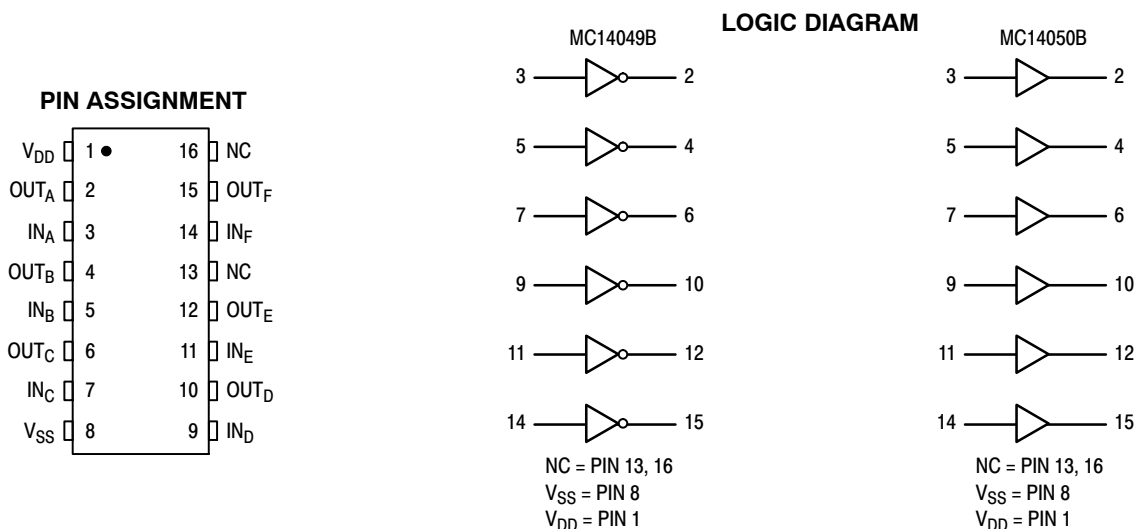 LOGIC DIAGRAM
PIN ASSIGNMENT
VDD 1 16 NC
OUTA 2 15 OUTF
INA 3 14 INF
OUTB 4 13 NC
INB 5 12 OUTE
OUTC 6 11 INE
INC 7 10 OUTD
VSS 8 9 IND
MC14049B
3 2
5 4
7 6
9 10
11 12
14 15
NC = PIN 13, 16
VSS = PIN 8
VDD = PIN 1
MC14050B
3 2
5 4
7 6
9 10
11 12
14 15
NC = PIN 13, 16
VSS = PIN 8
VDD = PIN 1